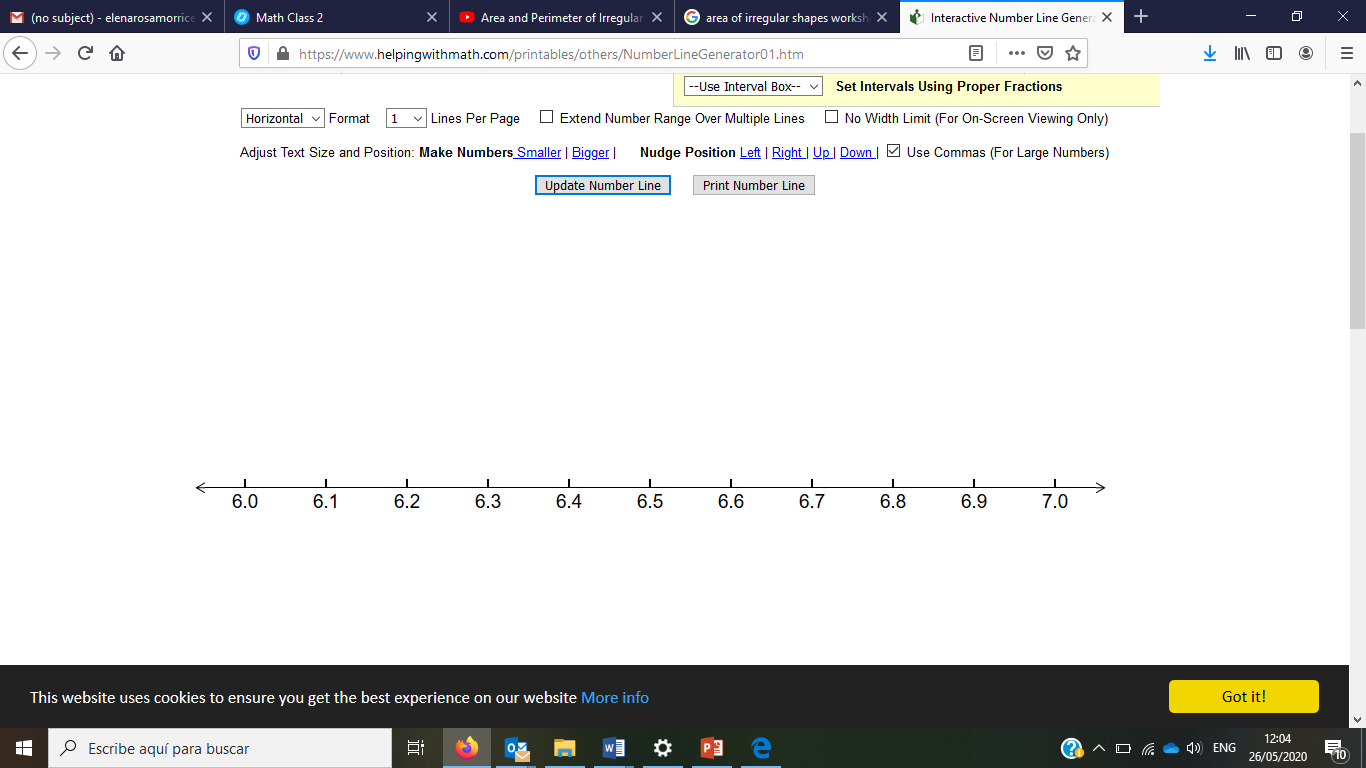 (no subject) - elenarosamorrice
Math Class 2
Area and Perimeter of Irregular
area of irregular shapes worksh
Interactive Number Line Genera
https://www.helpingwithmath.com/printables/others/NumberLineGenerator01.htm
--Use Interval Box-- Set Intervals Using Proper Fractions
Horizontal Format 1 Lines Per Page Extend Number Range Over Multiple Lines No Width Limit (For On-Screen Viewing Only)
Adjust Text Size and Position: Make Numbers Smaller | Bigger | Nudge Position Left | Right | Up | Down | Use Commas (For Large Numbers)
Update Number Line Print Number Line
6.0 6.1 6.2 6.3 6.4 6.5 6.6 6.7 6.8 6.9 7.0
This website uses cookies to ensure you get the best experience on our website More info Got it!
Escribe aquí para buscar
ENG
12:04
26/05/2020
10